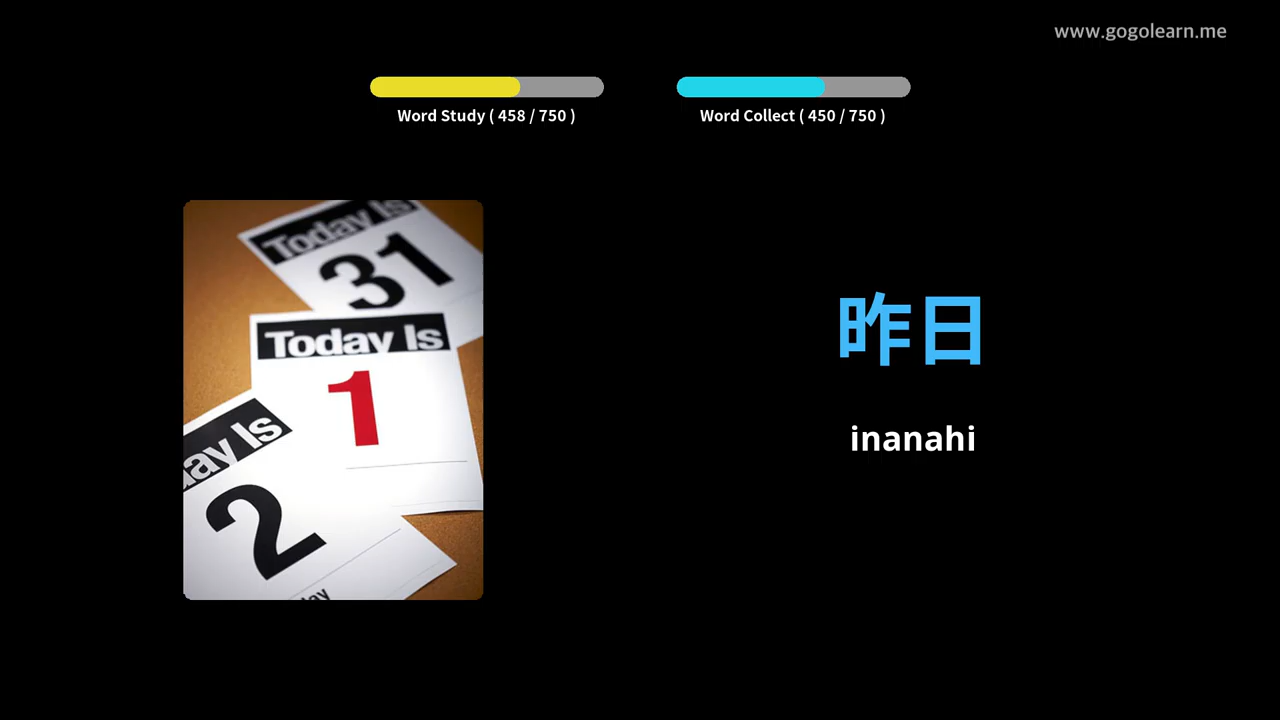 www.gogolearn.me
Word Study ( 458 / 750 )
Word Collect ( 450 / 750 )
Today Is
31
Today Is
1
day Is
2
昨日
inanahi